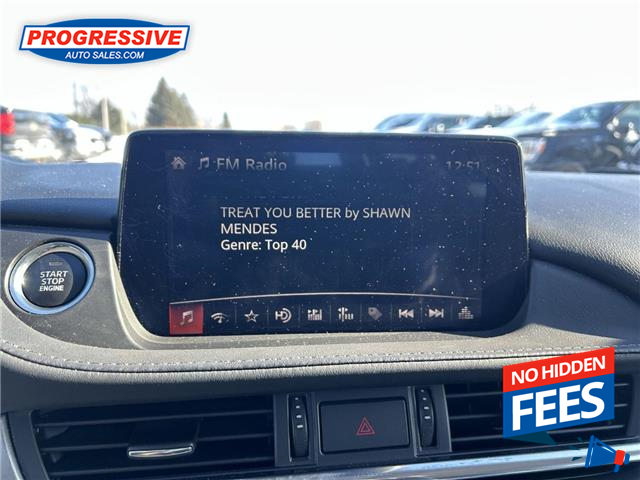 PROGRESSIVE
AUTO SALES.COM
FM Radio 12:51
TREAT YOU BETTER by SHAWN
MENDES
Genre: Top 40
START
STOP
ENGINE
HD
NO HIDDEN
FEES